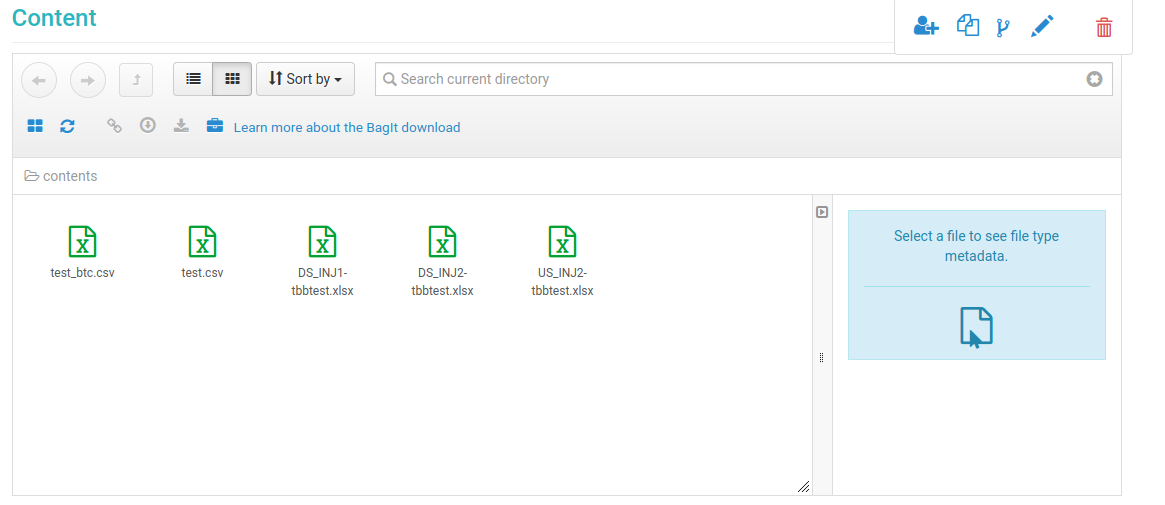 Content
Sort by
Search current directory
Learn more about the BagIt download
contents
test_btc.csv
test.csv
DS_INJ1-
tbbtest.xlsx
DS_INJ2-
tbbtest.xlsx
US_INJ2-
tbbtest.xlsx
Select a file to see file type
metadata.